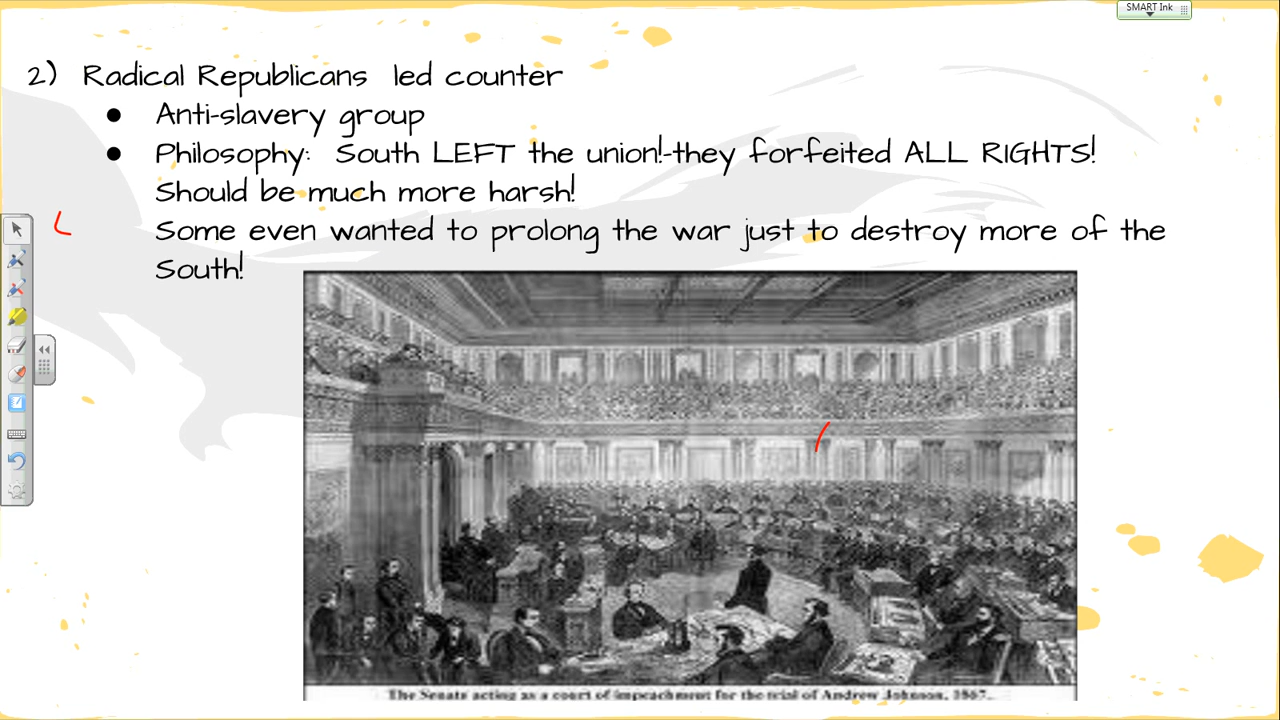 SMART Ink
2) Radical Republicans led counter
● Anti-slavery group
● Philosophy: South LEFT the union!-they forfeited ALL RIGHTS!
Should be much more harsh!
Some even wanted to prolong the war just to destroy more of the
South!
The Senate acting as a court of impeachment for the trial of Andrew Johnson, 1867.